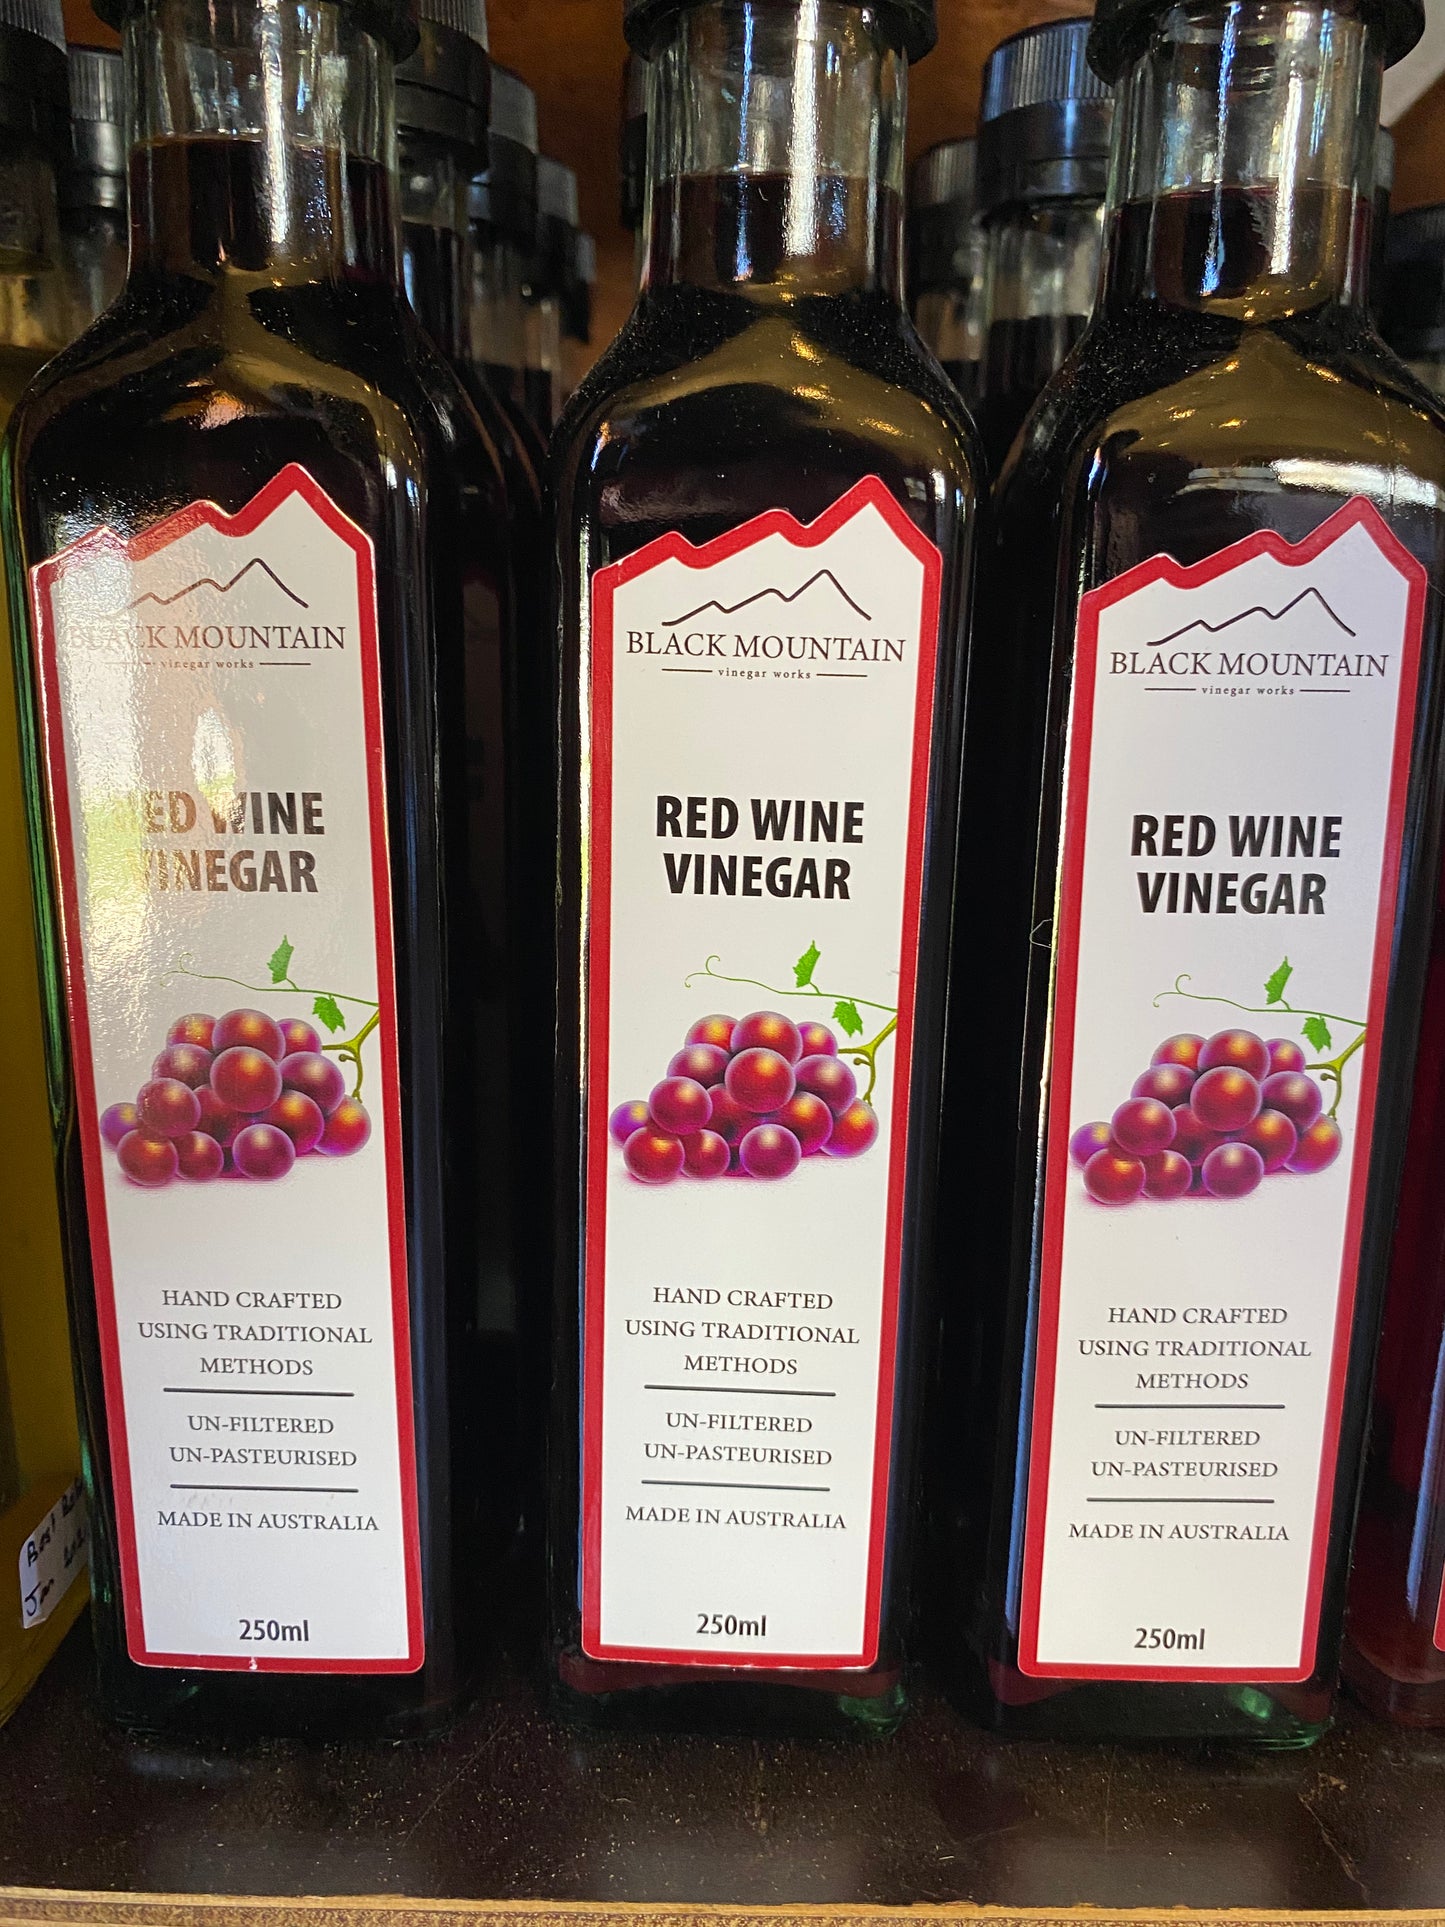 BLACK MOUNTAIN
vinegar works
RED WINE
VINEGAR
HAND CRAFTED
USING TRADITIONAL
METHODS
UN-FILTERED
UN-PASTEURISED
MADE IN AUSTRALIA
250ml
BLACK MOUNTAIN
vinegar works
RED WINE
VINEGAR
HAND CRAFTED
USING TRADITIONAL
METHODS
UN-FILTERED
UN-PASTEURISED
MADE IN AUSTRALIA
250ml
BLACK MOUNTAIN
vinegar works
RED WINE
VINEGAR
HAND CRAFTED
USING TRADITIONAL
METHODS
UN-FILTERED
UN-PASTEURISED
MADE IN AUSTRALIA
250ml
Best
Jan